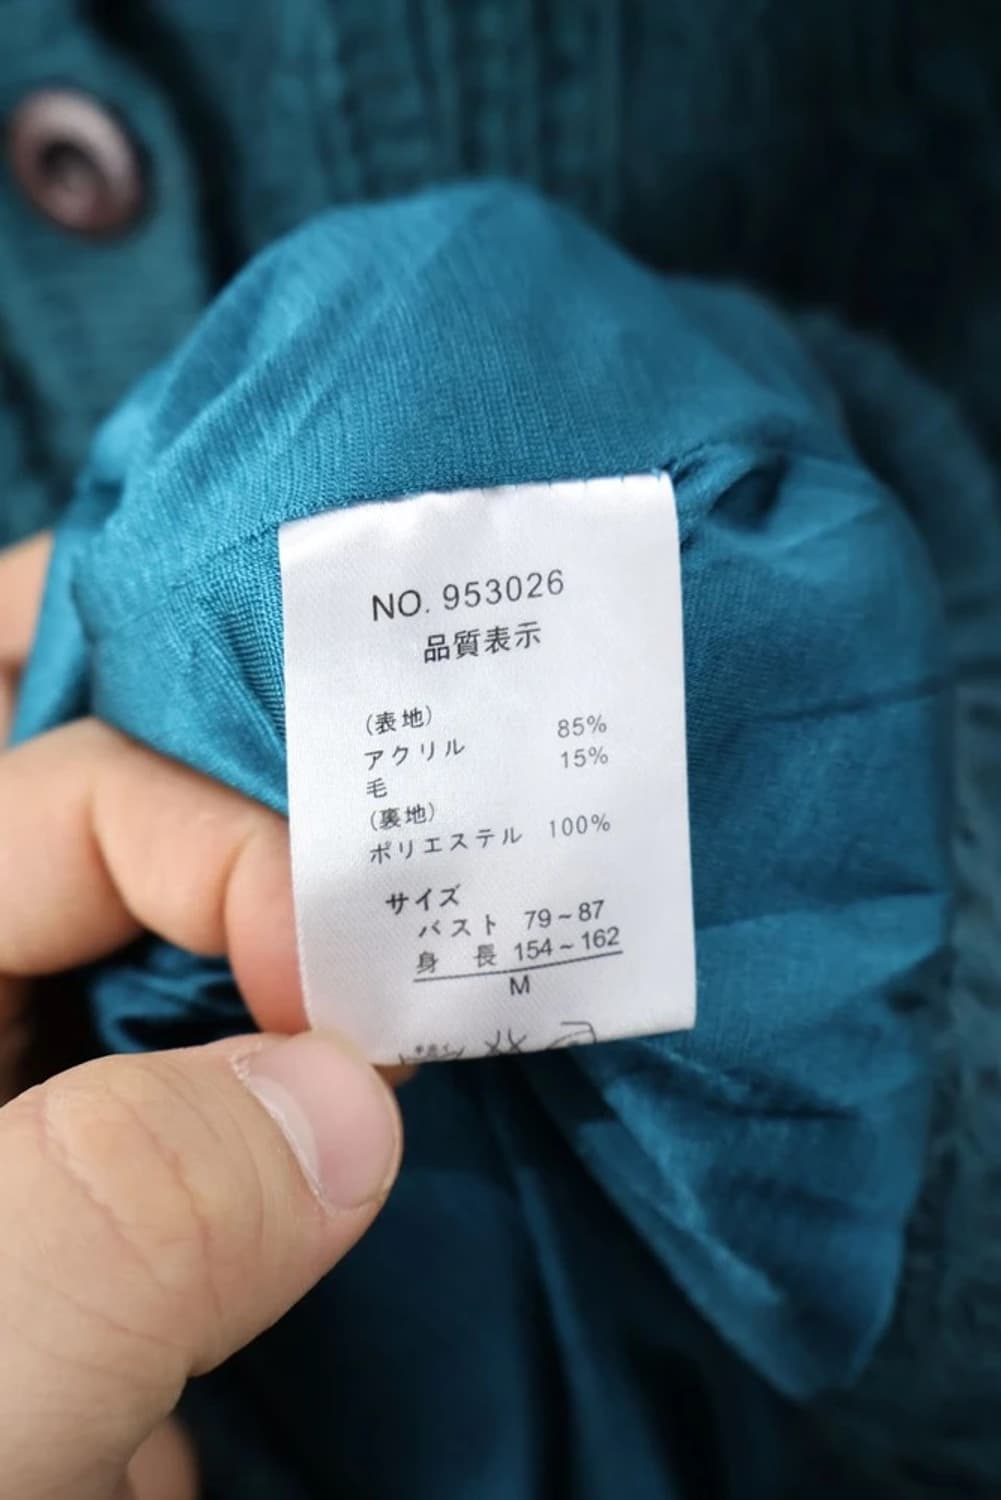 NO. 953026
品質表示
(表地)
アクリル 85%
毛 15%
(裏地)
ポリエステル 100%
サイズ
バスト 79~87
身 長 154~162
M